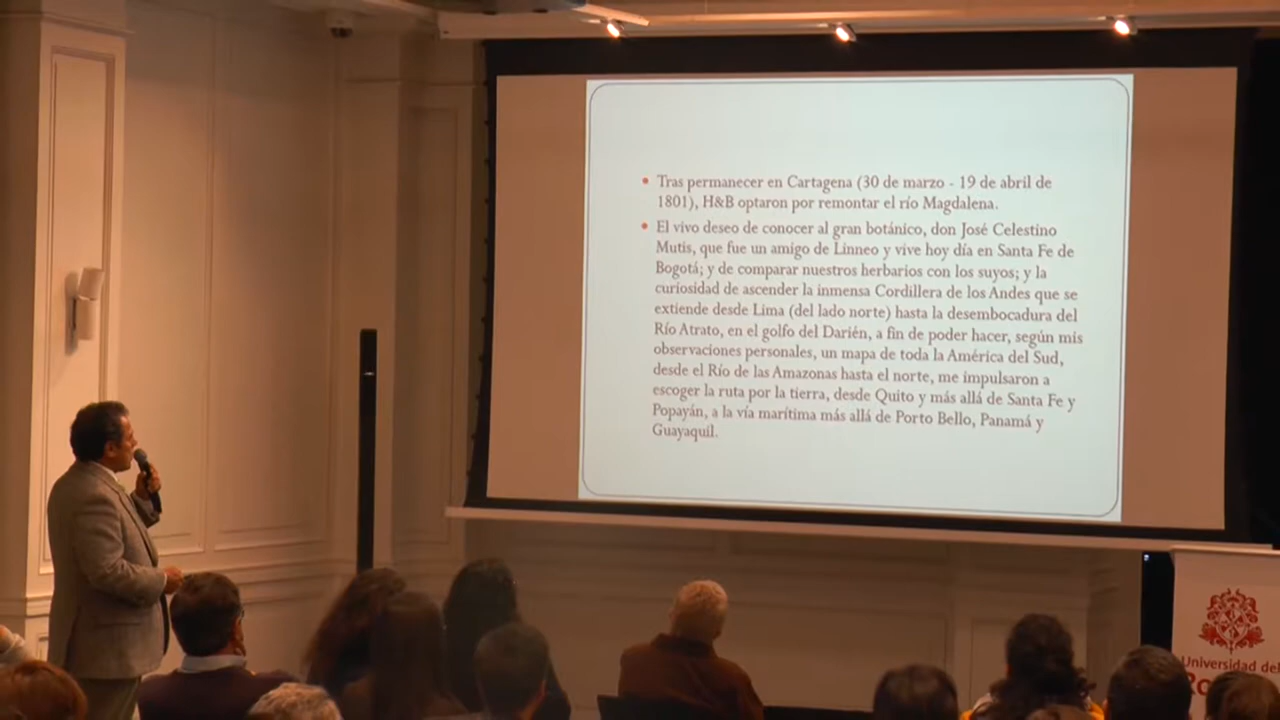 • Tras permanecer en Cartagena (30 de marzo - 19 de abril de
1801), H&B optaron por remontar el río Magdalena.
• El vivo deseo de conocer al gran botánico, don José Celestino
Mutis, que fue un amigo de Linneo y vive hoy día en Santa Fe de
Bogotá; y de comparar nuestros herbarios con los suyos; y la
curiosidad de ascender la inmensa Cordillera de los Andes que se
extiende desde Lima (del lado norte) hasta la desembocadura del
Río Atrato, en el golfo del Darién, a fin de poder hacer, según mis
observaciones personales, un mapa de toda la América del Sud,
desde el Río de las Amazonas hasta el norte, me impulsaron a
escoger la ruta por la tierra, desde Quito y más allá de Santa Fe y
Popayán, a la vía marítima más allá de Porto Bello, Panamá y
Guayaquil.
Universidad del